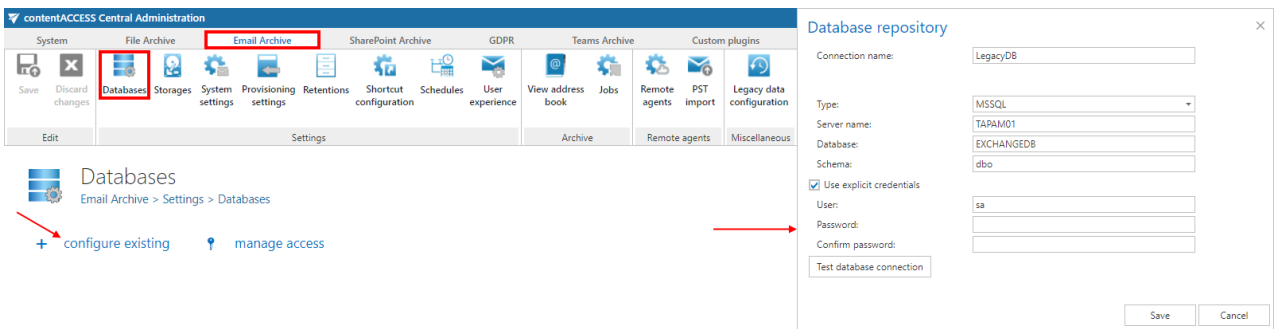 contentACCESS Central Administration
System File Archive Email Archive SharePoint Archive GDPR Teams Archive Custom plugins
Save Discard changes Databases Storages System settings Provisioning settings Retentions Shortcut configuration Schedules User experience View address book Jobs Remote agents PST import Legacy data configuration
Edit Settings Archive Remote agents Miscellaneous
Databases
Email Archive > Settings > Databases
+ configure existing manage access
Database repository
Connection name: LegacyDB
Type: MSSQL
Server name: TAPAM01
Database: EXCHANGEDB
Schema: dbo
Use explicit credentials
User: sa
Password:
Confirm password:
Test database connection
Save Cancel